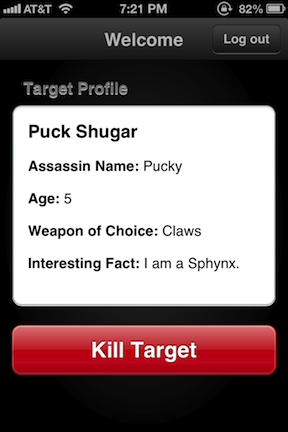 AT&T 7:21 PM 82%
Welcome Log out
Target Profile
Puck Shugar
Assassin Name: Pucky
Age: 5
Weapon of Choice: Claws
Interesting Fact: I am a Sphynx.
Kill Target